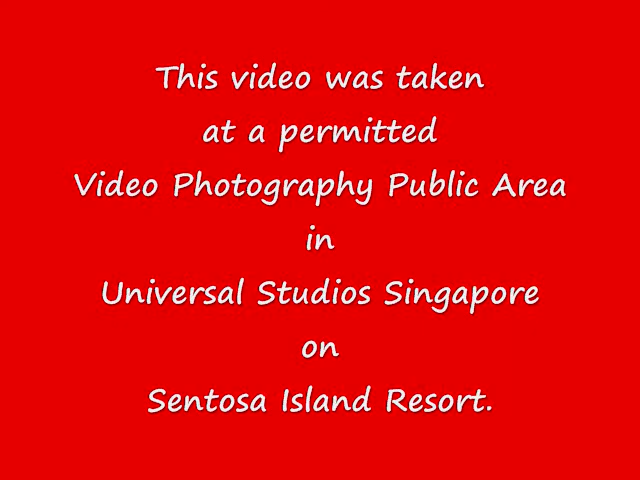 This video was taken
at a permitted
Video Photography Public Area
in
Universal Studios Singapore
on
Sentosa Island Resort.